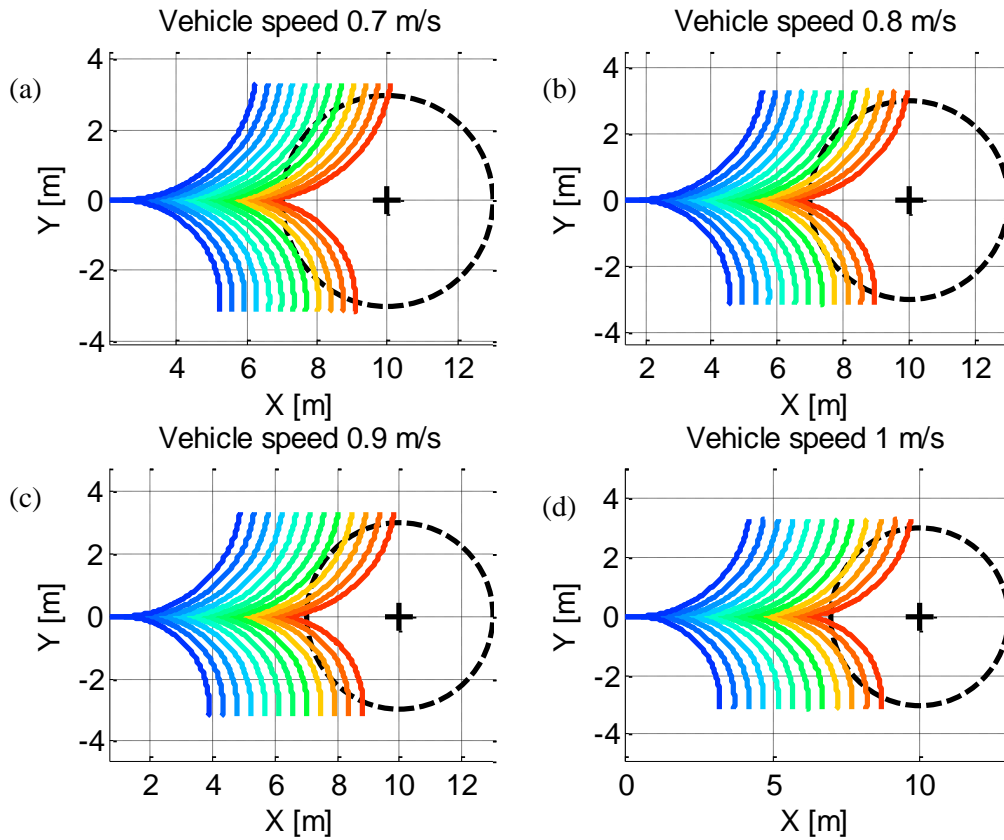 Vehicle speed 0.7 m/s
(a)
Y [m]
4
2
0
-2
-4
4 6 8 10 12
X [m]
Vehicle speed 0.8 m/s
(b)
Y [m]
4
2
0
-2
-4
2 4 6 8 10 12
X [m]
Vehicle speed 0.9 m/s
(c)
Y [m]
4
2
0
-2
-4
2 4 6 8 10 12
X [m]
Vehicle speed 1 m/s
(d)
Y [m]
4
2
0
-2
-4
0 5 10
X [m]